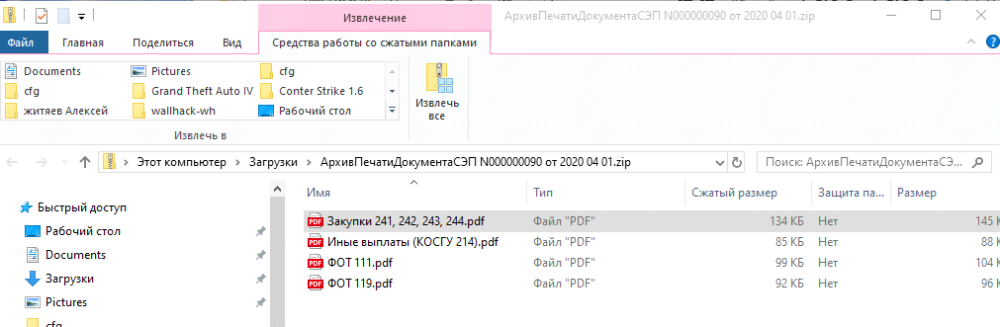 Извлечение
АрхивПечатиДокументаСЭП N000000090 от 2020 04 01.zip
Файл Главная Поделиться Вид Средства работы со сжатыми папками
Documents Pictures cfg
cfg Grand Theft Auto IV Conter Strike 1.6
житяев Алексей wallhack-wh Рабочий стол
Извлечь все
Извлечь в
Этот компьютер Загрузки АрхивПечатиДокументаСЭП N000000090 от 2020 04 01.zip
Поиск: АрхивПечатиДокументаСЭ...
Имя Тип Сжатый размер Защита па... Размер
Быстрый доступ
Рабочий стол
Documents
Загрузки
Pictures
cfg
PDF Закупки 241, 242, 243, 244.pdf Файл "PDF" 134 КБ Нет 145 К
PDF Иные выплаты (КОСГУ 214).pdf Файл "PDF" 85 КБ Нет 88 К
PDF ФОТ 111.pdf Файл "PDF" 99 КБ Нет 104 К
PDF ФОТ 119.pdf Файл "PDF" 92 КБ Нет 96 К